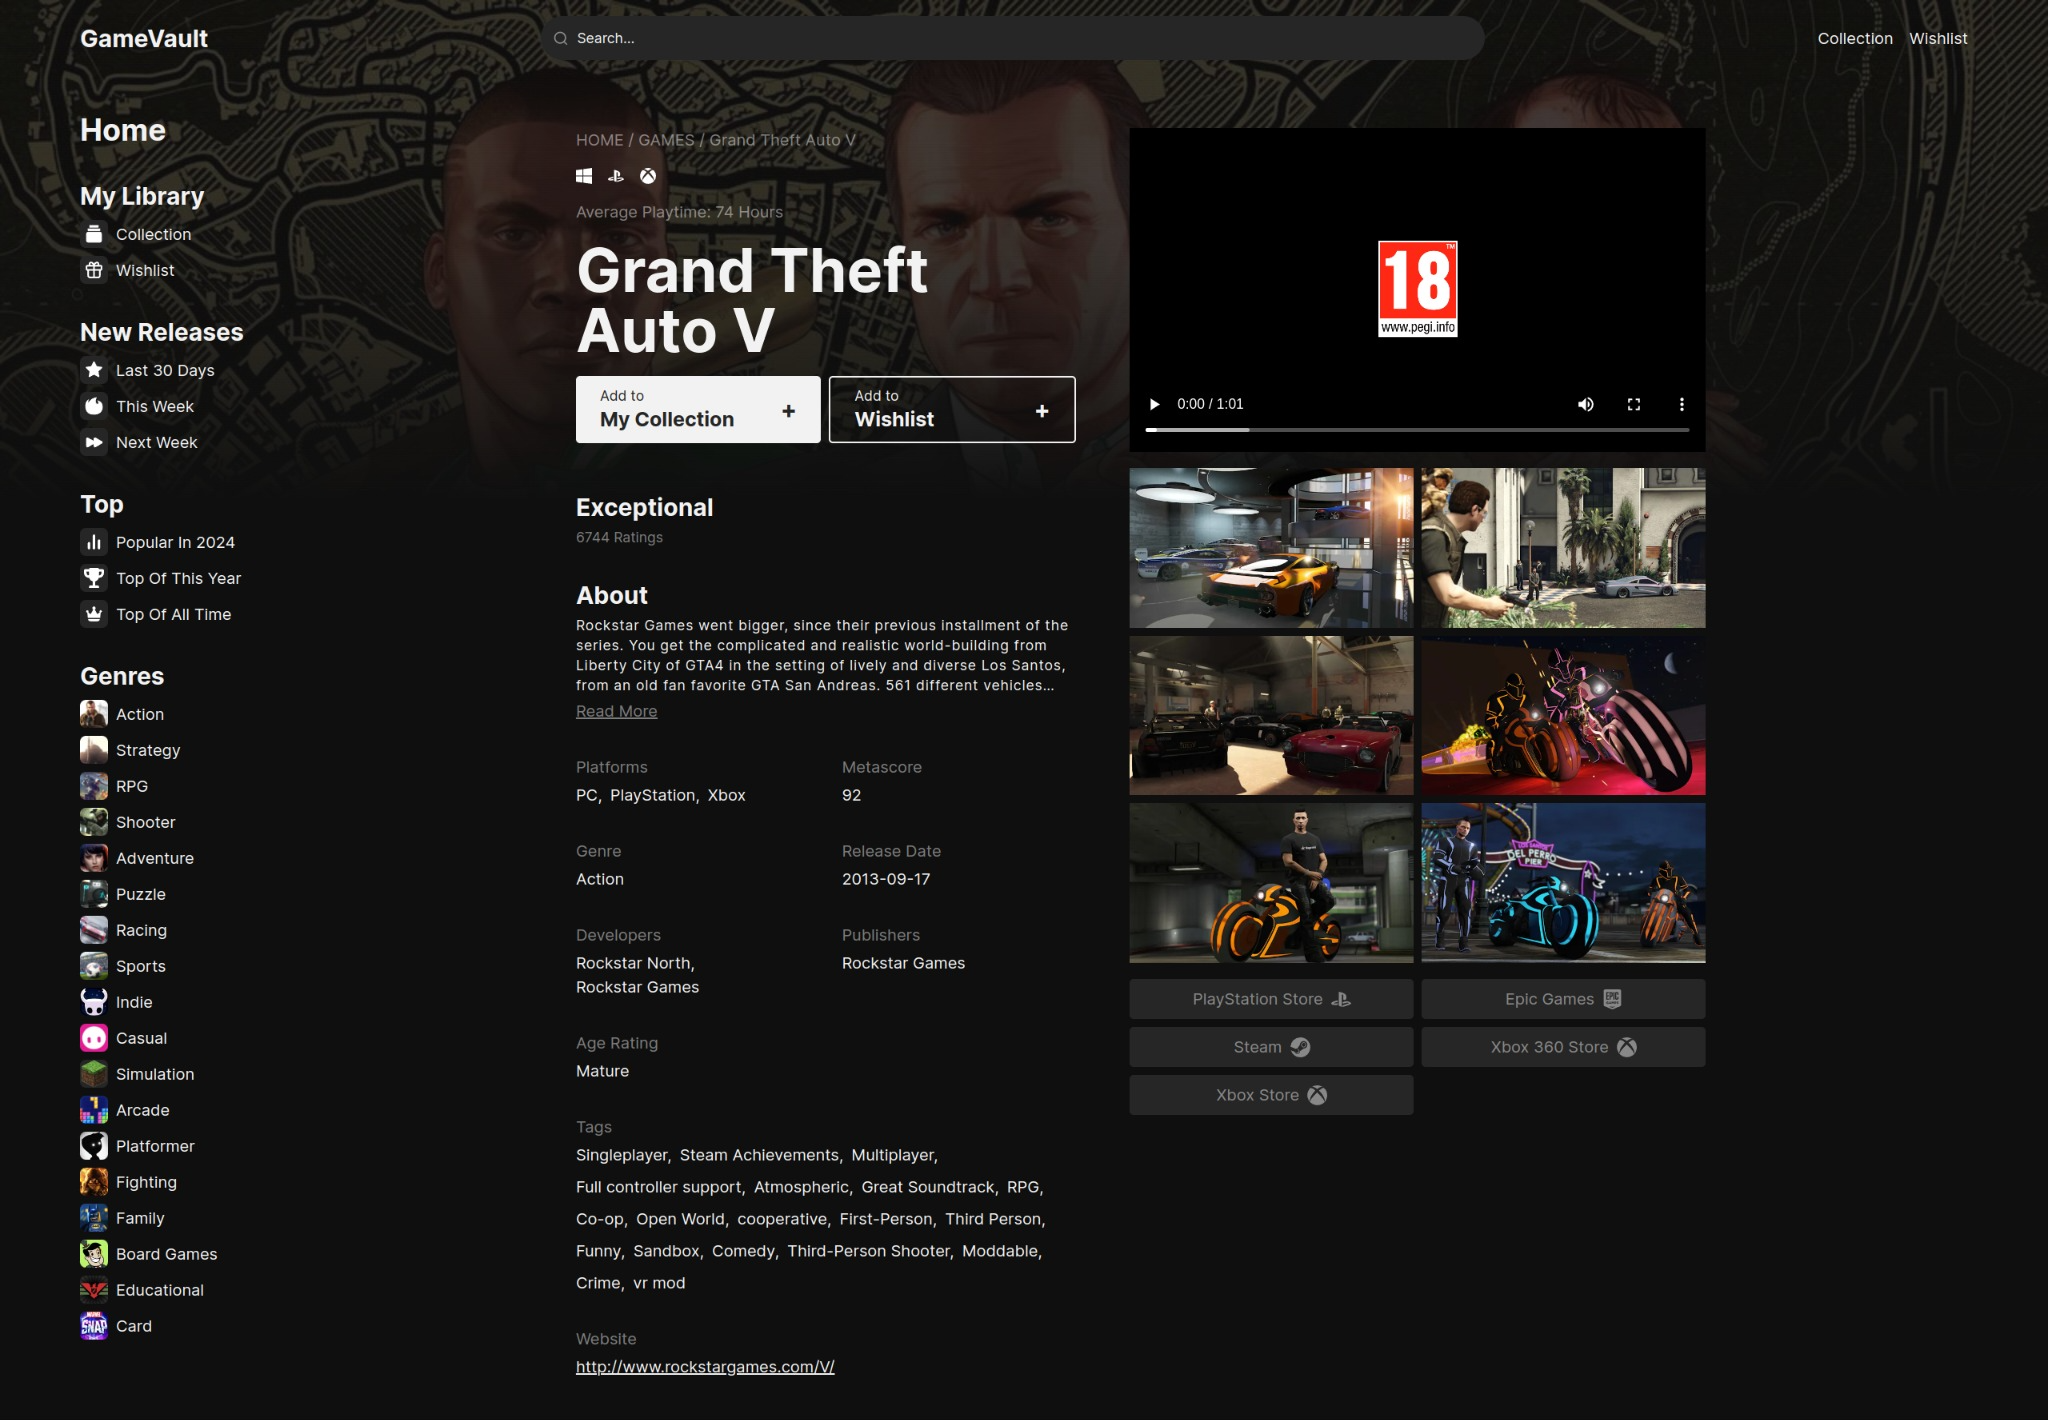 GameVault
Search...
Collection
Wishlist
Home
My Library
Collection
Wishlist
New Releases
Last 30 Days
This Week
Next Week
Top
Popular In 2024
Top Of This Year
Top Of All Time
Genres
Action
Strategy
RPG
Shooter
Adventure
Puzzle
Racing
Sports
Indie
Casual
Simulation
Arcade
Platformer
Fighting
Family
Board Games
Educational
Card
HOME / GAMES / Grand Theft Auto V
Average Playtime: 74 Hours
Grand Theft
Auto V
Add to
My Collection
+
Add to
Wishlist
+
Exceptional
6744 Ratings
About
Rockstar Games went bigger, since their previous installment of the
series. You get the complicated and realistic world-building from
Liberty City of GTA4 in the setting of lively and diverse Los Santos,
from an old fan favorite GTA San Andreas. 561 different vehicles...
Read More
Platforms
PC, PlayStation, Xbox
Metascore
92
Genre
Action
Release Date
2013-09-17
Developers
Rockstar North,
Rockstar Games
Publishers
Rockstar Games
Age Rating
Mature
Tags
Singleplayer, Steam Achievements, Multiplayer,
Full controller support, Atmospheric, Great Soundtrack, RPG,
Co-op, Open World, cooperative, First-Person, Third Person,
Funny, Sandbox, Comedy, Third-Person Shooter, Moddable,
Crime, vr mod
Website
http://www.rockstargames.com/V/
18
TM
www.pegi.info
0:00 / 1:01
DEL PERRO
PIER
PlayStation Store
Epic Games
EPIC
Steam
Xbox 360 Store
Xbox Store
MARVEL
SNAP